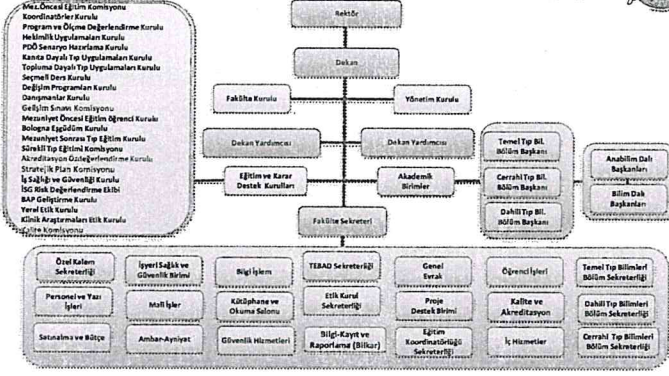 Mez.Öncesi Eğitim Komisyonu
Koordinatörler Kurulu
Program ve Ölçme Değerlendirme Kurulu
Hekimlik Uygulamaları Kurulu
PDÖ Senaryo Hazırlama Kurulu
Kanıta Dayalı Tıp Uygulamaları Kurulu
Topluma Dayalı Tıp Uygulamaları Kurulu
Seçmeli Ders Kurulu
Değişim Programları Kurulu
Danışmanlar Kurulu
Gelişim Sınavı Komisyonu
Mezuniyet Öncesi Eğitim öğrenci Kurulu
Bologna Eşgüdüm Kurulu
Mezuniyet Sonrası Tıp Eğitim Kurulu
Sürekli Tıp Eğitimi Komisyonu
Akreditasyon Özdeğerlendirme Kurulu
Stratejik Plan Komisyonu
İş Sağlığı ve Güvenliği Kurulu
İSG Risk Değerlendirme Ekibi
BAP Geliştirme Kurulu
Yerel Etik Kurulu
Klinik Araştırmaları Etik Kurulu
Kalite Komisyonu
Rektör
Dekan
Fakülte Kurulu
Yönetim Kurulu
Dekan Yardımcısı
Dekan Yardımcısı
Eğitim ve Karar
Destek Kurulları
Akademik
Birimler
Temel Tıp Bil.
Bölüm Başkanı
Cerrahi Tıp Bil.
Bölüm Başkanı
Dahili Tıp Bil.
Bölüm Başkanı
Anabilim Dalı
Başkanları
Bilim Dalı
Başkanları
Fakülte Sekreteri
Özel Kalem
Sekreterliği
İşyeri Sağlık ve
Güvenlik Birimi
Bilgi İşlem
TEBAD Sekreterliği
Genel
Evrak
Öğrenci İşleri
Temel Tıp Bilimleri
Bölüm Sekreterliği
Personel ve Yazı
İşleri
Mali İşler
Kütüphane ve
Okuma Salonu
Etik Kurul
Sekreterliği
Proje
Destek Birimi
Kalite ve
Akreditasyon
Dahili Tıp Bilimleri
Bölüm Sekreterliği
Satınalma ve Bütçe
Ambar-Ayniyat
Güvenlik Hizmetleri
Bilgi-Kayıt ve
Raporlama (Bilkar)
Eğitim
Koordinatörlüğü
Sekreterliği
İç Hizmetler
Cerrahi Tıp Bilimleri
Bölüm Sekreterliği